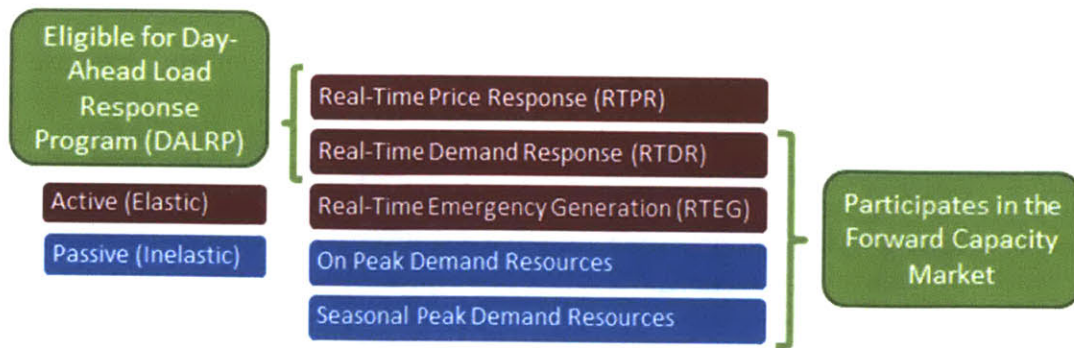 Eligible for Day-
Ahead Load
Response
Program (DALRP)
Active (Elastic)
Passive (Inelastic)
Real-Time Price Response (RTPR)
Real-Time Demand Response (RTDR)
Real-Time Emergency Generation (RTEG)
On Peak Demand Resources
Seasonal Peak Demand Resources
Participates in the
Forward Capacity
Market